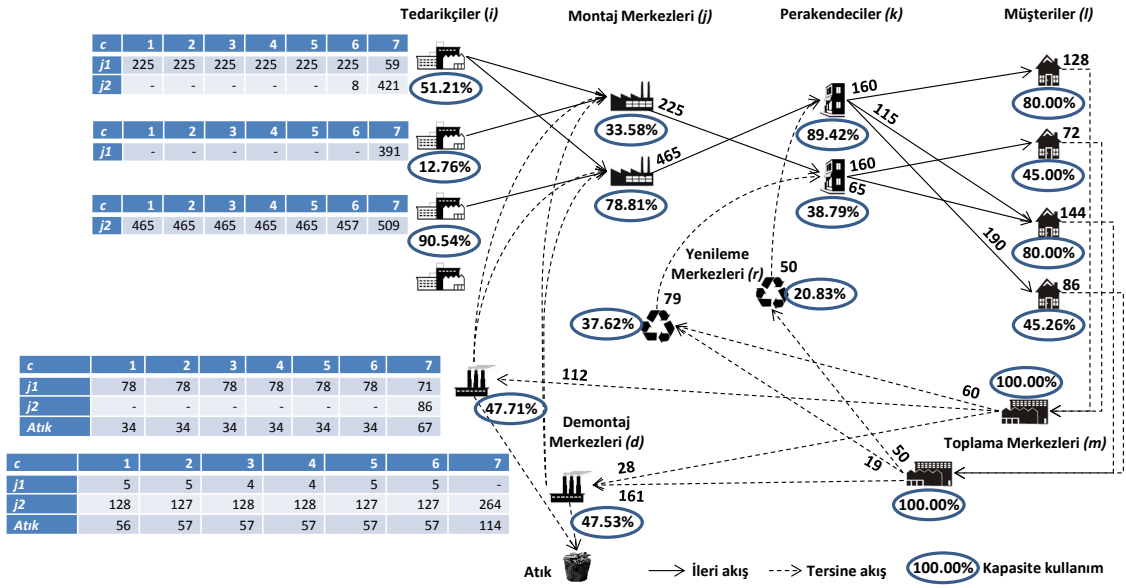 Tedarikçiler (i)
Montaj Merkezleri (j)
Perakendeciler (k)
Müşteriler (l)
c 1 2 3 4 5 6 7
j1 225 225 225 225 225 225 59
j2 - - - - - 8 421
51.21%
c 1 2 3 4 5 6 7
j1 - - - - - - 391
12.76%
c 1 2 3 4 5 6 7
j2 465 465 465 465 465 457 509
90.54%
225
33.58%
465
78.81%
160
115
89.42%
160
65
38.79%
190
128
80.00%
72
45.00%
144
80.00%
86
45.26%
Yenileme
Merkezleri (r)
50
20.83%
79
37.62%
c 1 2 3 4 5 6 7
j1 78 78 78 78 78 78 71
j2 - - - - - - 86
Atık 34 34 34 34 34 34 67
112
47.71%
60
100.00%
Demontaj
Merkezleri (d)
Toplama Merkezleri (m)
c 1 2 3 4 5 6 7
j1 5 5 4 4 5 5 -
j2 128 127 128 128 127 127 264
Atık 56 57 57 57 57 57 114
28
161
50
19
47.53%
100.00%
Atık
İleri akış
Tersine akış
100.00%
Kapasite kullanım